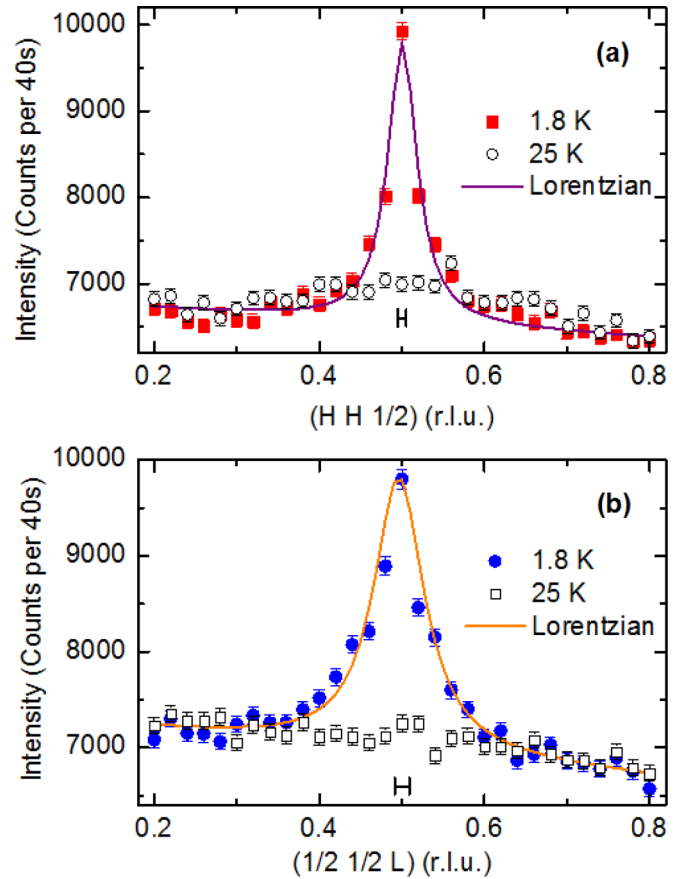 10000
9000
8000
7000
Intensity (Counts per 40s)
(a)
1.8 K
25 K
Lorentzian
0.2 0.4 0.6 0.8
(H H 1/2) (r.l.u.)
10000
9000
8000
7000
Intensity (Counts per 40s)
(b)
1.8 K
25 K
Lorentzian
0.2 0.4 0.6 0.8
(1/2 1/2 L) (r.l.u.)